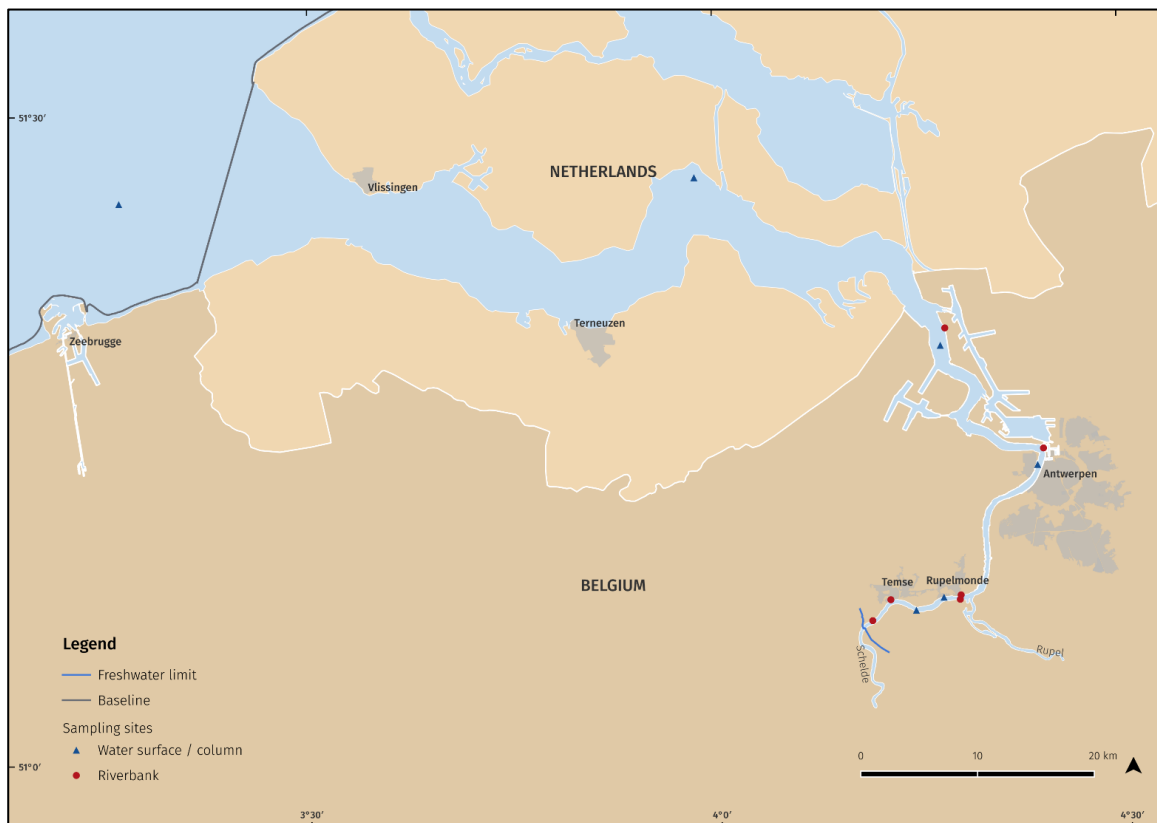 51°30′
NETHERLANDS
Vlissingen
Terneuzen
Zeebrugge
Antwerpen
BELGIUM
Temse
Rupelmonde
Schelde
Rupel
Legend
Freshwater limit
Baseline
Sampling sites
Water surface / column
Riverbank
0 10 20 km
51°0′
3°30′ 4°0′ 4°30′